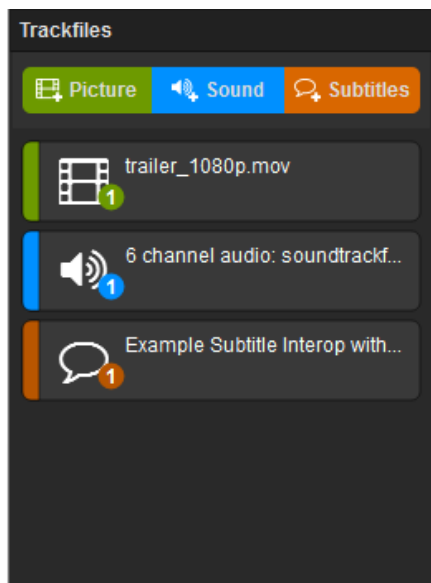 Trackfiles
Picture Sound Subtitles
trailer_1080p.mov
1
6 channel audio: soundtrackf...
1
Example Subtitle Interop with...
1